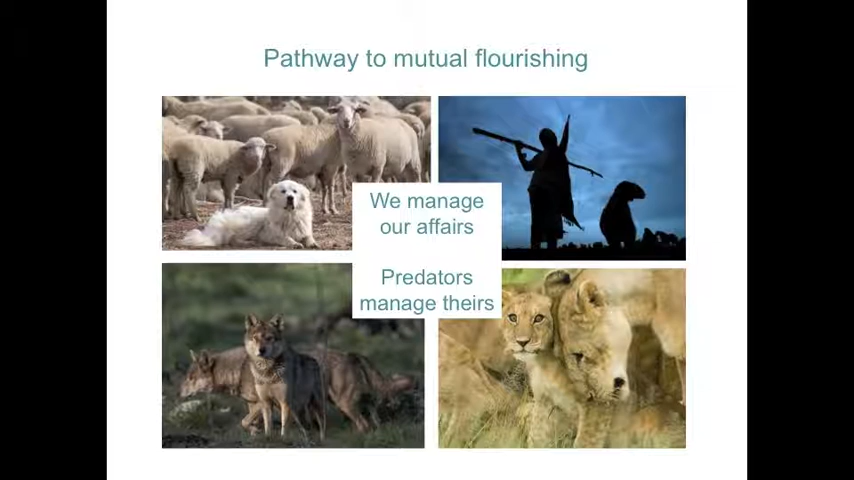 Pathway to mutual flourishing
We manage
our affairs
Predators
manage theirs